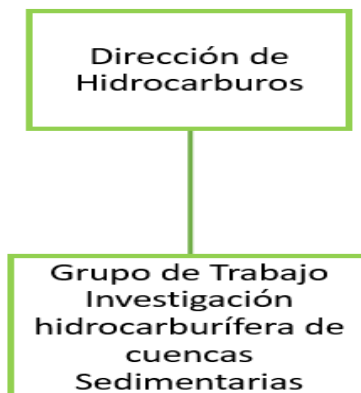 Dirección de
Hidrocarburos
Grupo de Trabajo
Investigación
hidrocarburífera de
cuencas
Sedimentarias